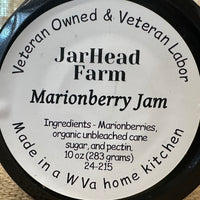 Veteran Owned & Veteran Labor
JarHead
Farm
Marionberry Jam
Ingredients - Marionberries,
organic unbleached cane
sugar, and pectin.
10 oz (283 grams)
24-215
Made in a WVa home kitchen